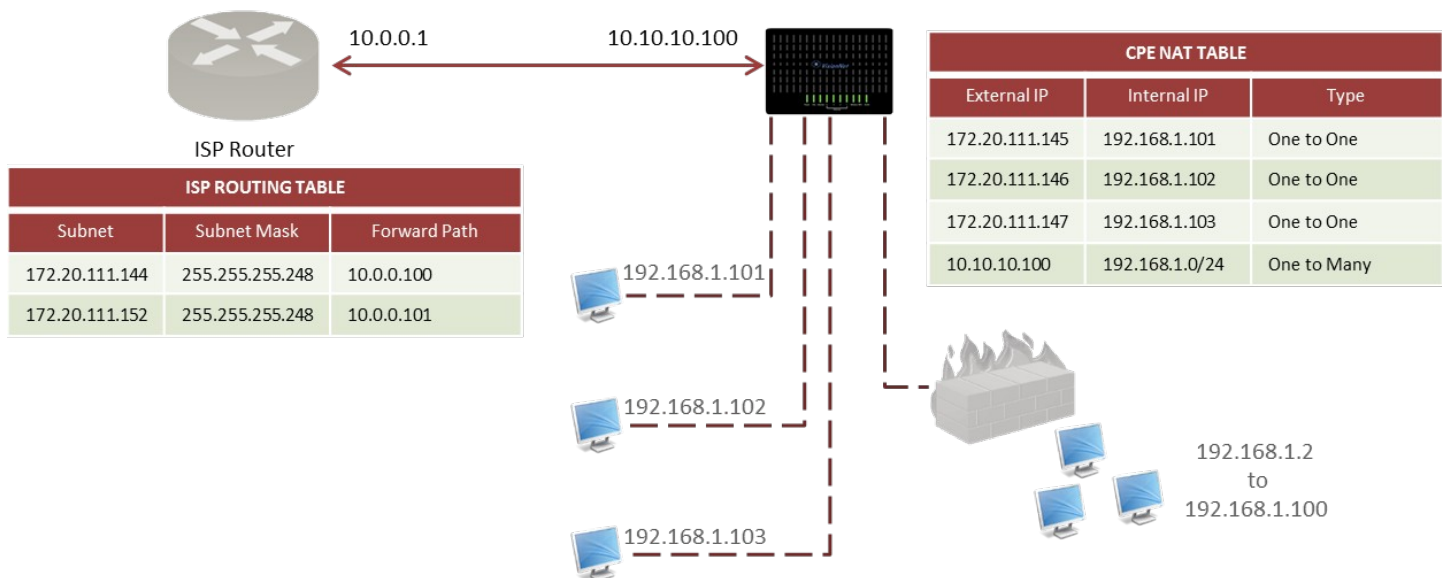 10.0.0.1
10.10.10.100
ISP Router
ISP ROUTING TABLE
Subnet Subnet Mask Forward Path
172.20.111.144 255.255.255.248 10.0.0.100
172.20.111.152 255.255.255.248 10.0.0.101
CPE NAT TABLE
External IP Internal IP Type
172.20.111.145 192.168.1.101 One to One
172.20.111.146 192.168.1.102 One to One
172.20.111.147 192.168.1.103 One to One
10.10.10.100 192.168.1.0/24 One to Many
192.168.1.101
192.168.1.102
192.168.1.103
192.168.1.2
to
192.168.1.100